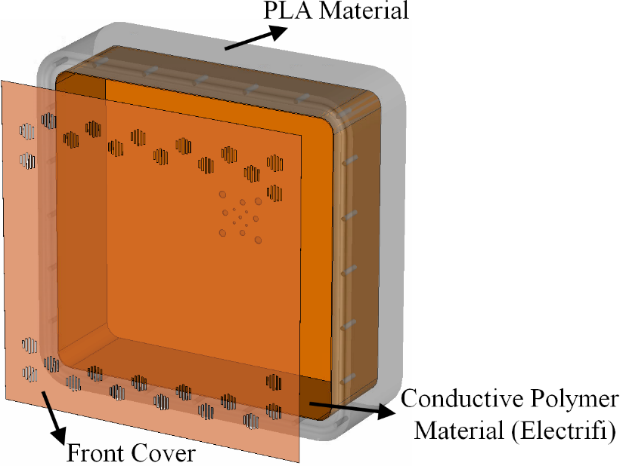 PLA Material
Conductive Polymer
Material (Electrifi)
Front Cover